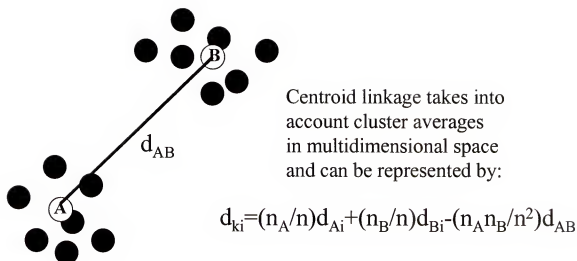 B
d_AB
A
Centroid linkage takes into
account cluster averages
in multidimensional space
and can be represented by:
d_ki=(n_A/n)d_Ai+(n_B/n)d_Bi-(n_An_B/n²)d_AB